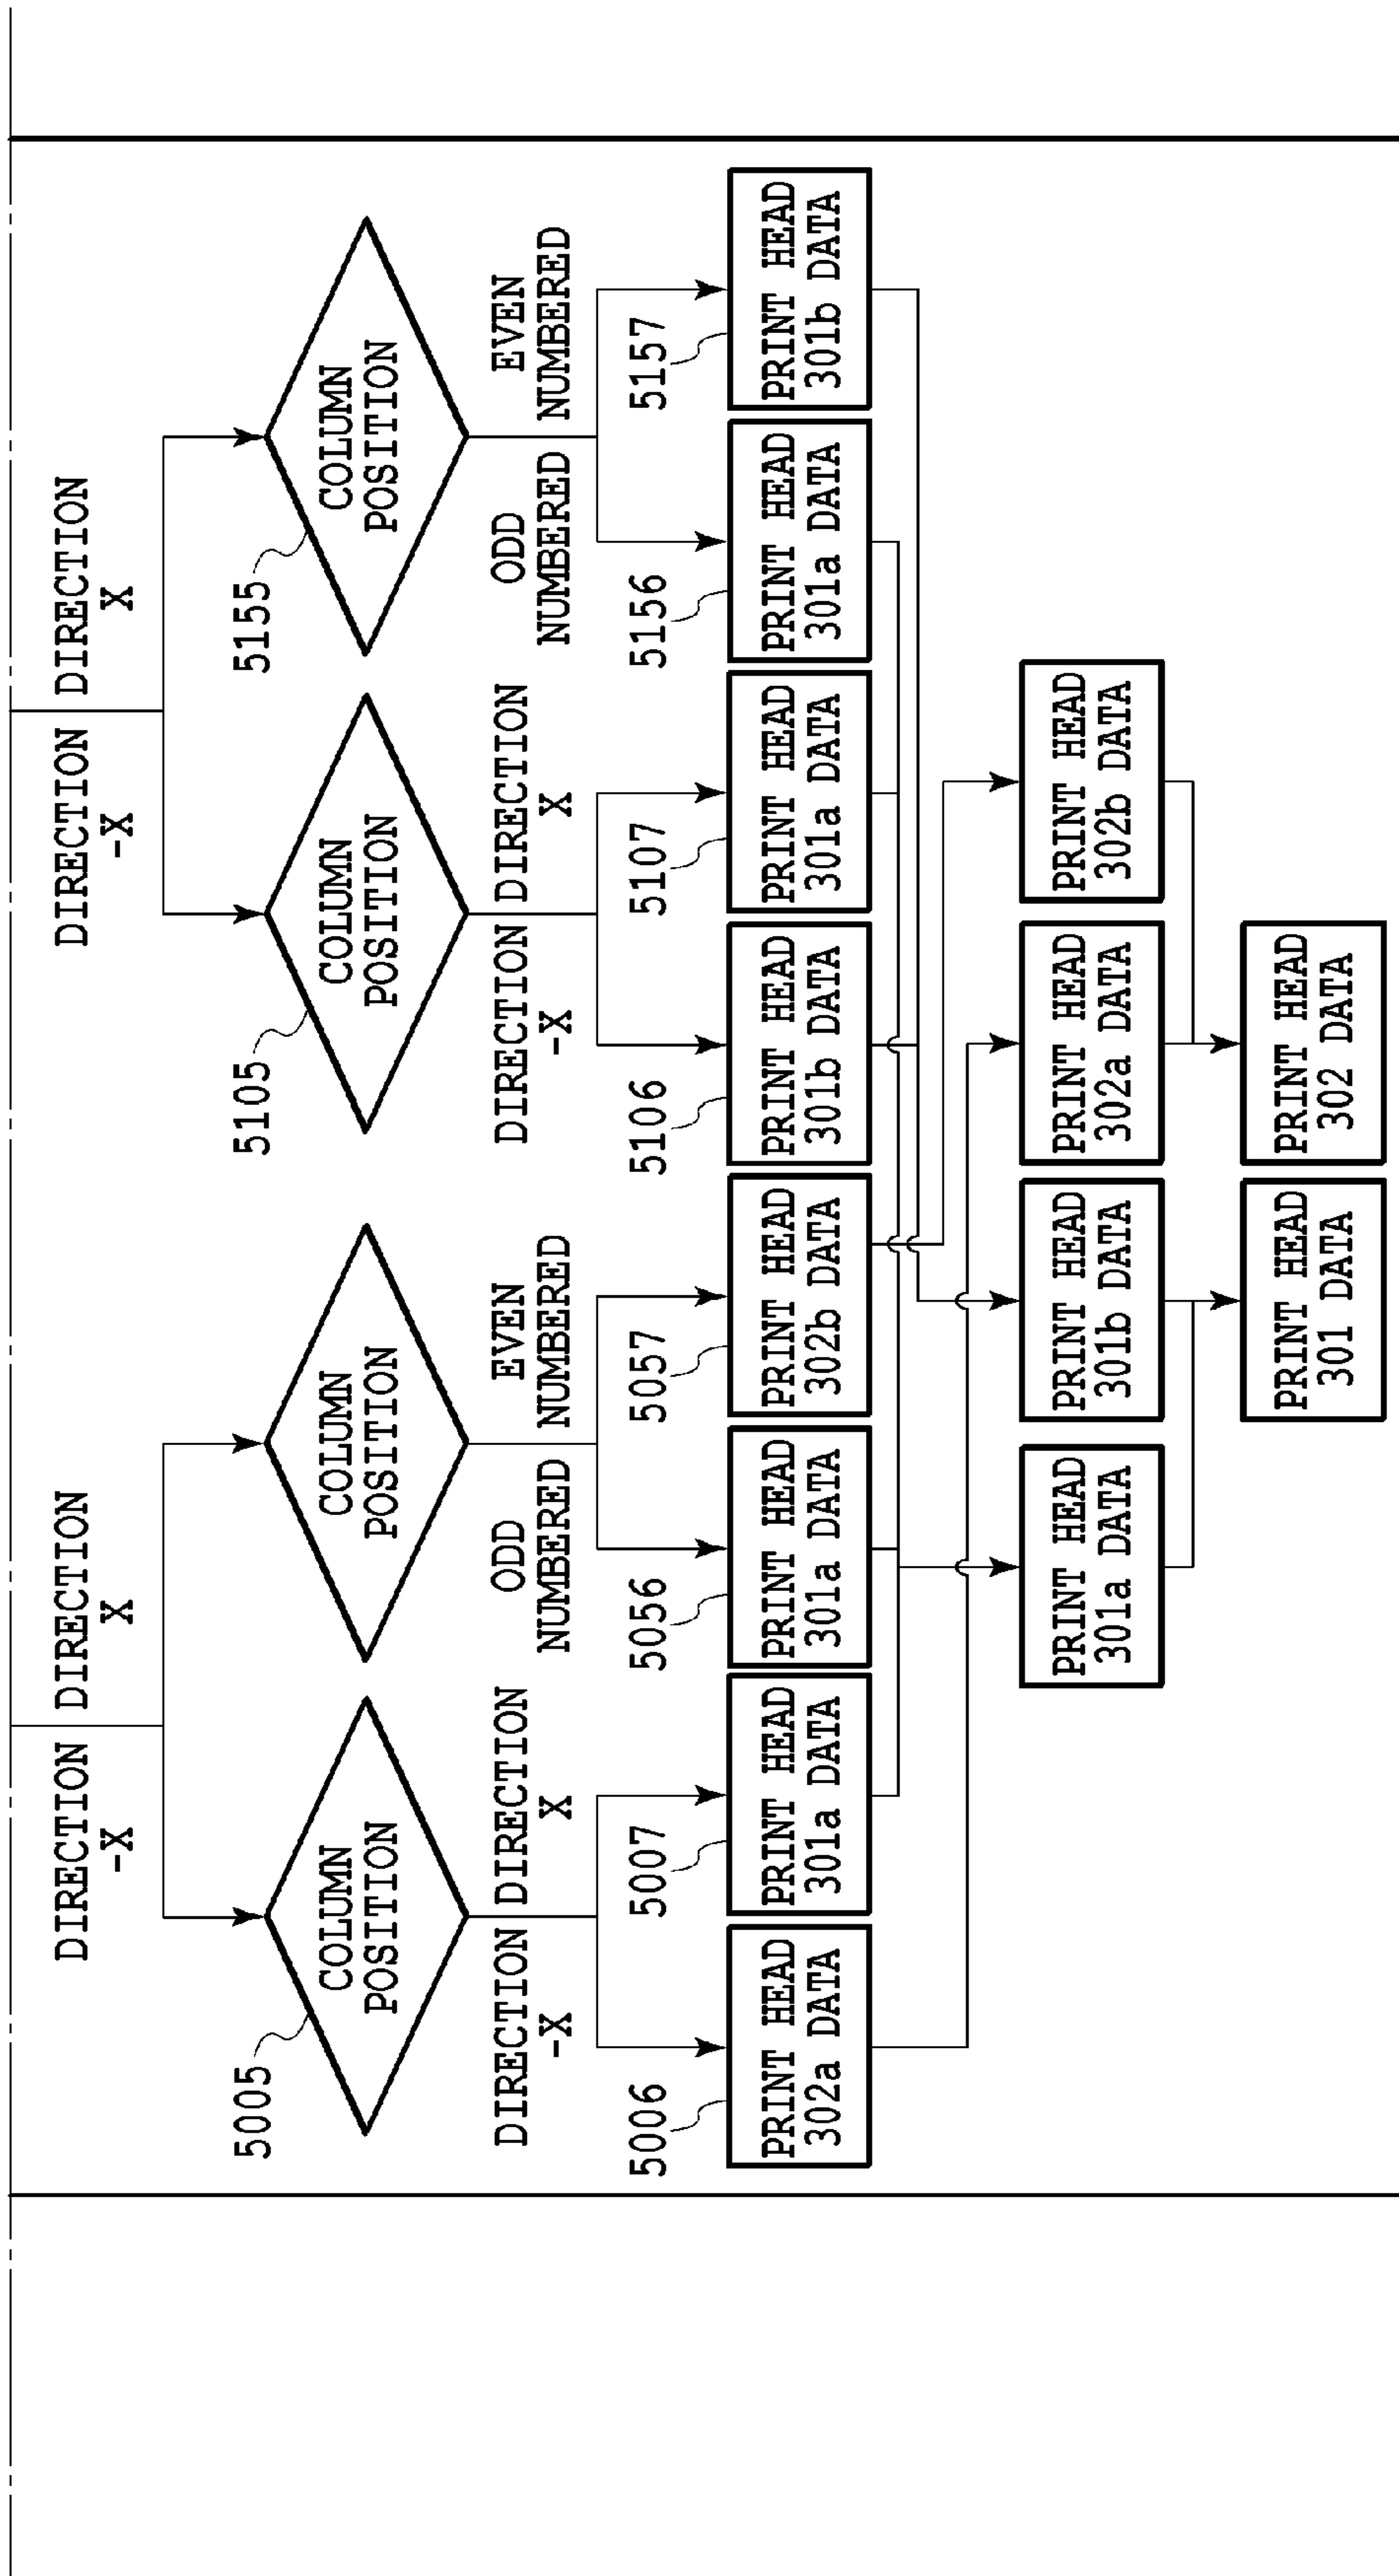 DIRECTION
-X
DIRECTION
X
DIRECTION
-X
DIRECTION
X
5005
COLUMN
POSITION
COLUMN
POSITION
5105
COLUMN
POSITION
5155
COLUMN
POSITION
DIRECTION
-X
DIRECTION
X
ODD
NUMBERED
EVEN
NUMBERED
DIRECTION
-X
DIRECTION
X
ODD
NUMBERED
EVEN
NUMBERED
5006
PRINT HEAD
302a DATA
5007
PRINT HEAD
301a DATA
5056
PRINT HEAD
301a DATA
5057
PRINT HEAD
302b DATA
5106
PRINT HEAD
301b DATA
5107
PRINT HEAD
301a DATA
5156
PRINT HEAD
301a DATA
5157
PRINT HEAD
301b DATA
PRINT HEAD
301a DATA
PRINT HEAD
301b DATA
PRINT HEAD
302a DATA
PRINT HEAD
302b DATA
PRINT HEAD
301 DATA
PRINT HEAD
302 DATA